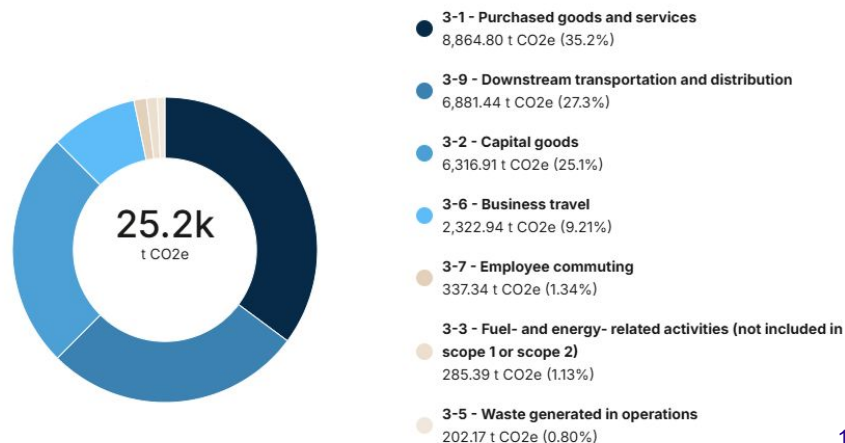 25.2k
t CO2e
3-1 - Purchased goods and services
8,864.80 t CO2e (35.2%)
3-9 - Downstream transportation and distribution
6,881.44 t CO2e (27.3%)
3-2 - Capital goods
6,316.91 t CO2e (25.1%)
3-6 - Business travel
2,322.94 t CO2e (9.21%)
3-7 - Employee commuting
337.34 t CO2e (1.34%)
3-3 - Fuel- and energy- related activities (not included in
scope 1 or scope 2)
285.39 t CO2e (1.13%)
3-5 - Waste generated in operations
202.17 t CO2e (0.80%)
1